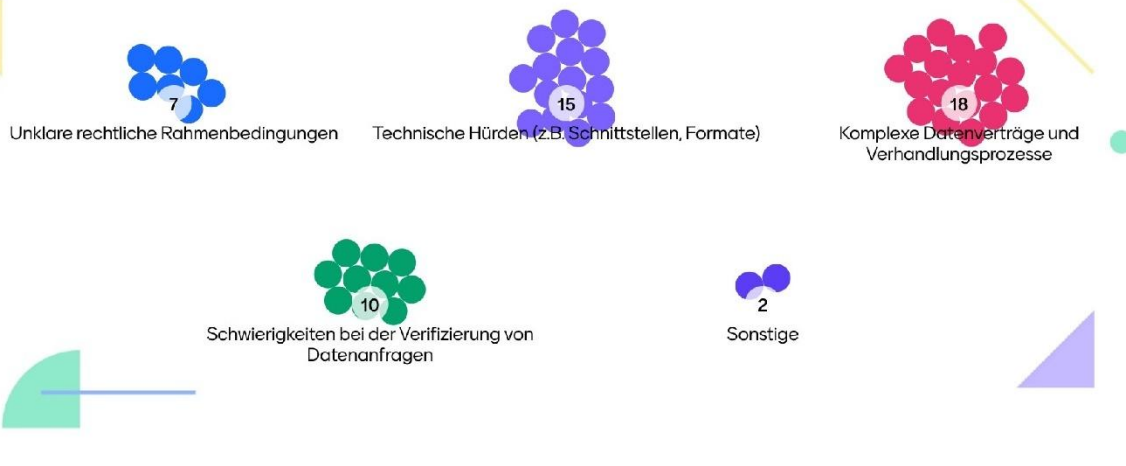 7
Unklare rechtliche Rahmenbedingungen
15
Technische Hürden (z.B. Schnittstellen, Formate)
18
Komplexe Datenverträge und
Verhandlungsprozesse
10
Schwierigkeiten bei der Verifizierung von
Datenanfragen
2
Sonstige